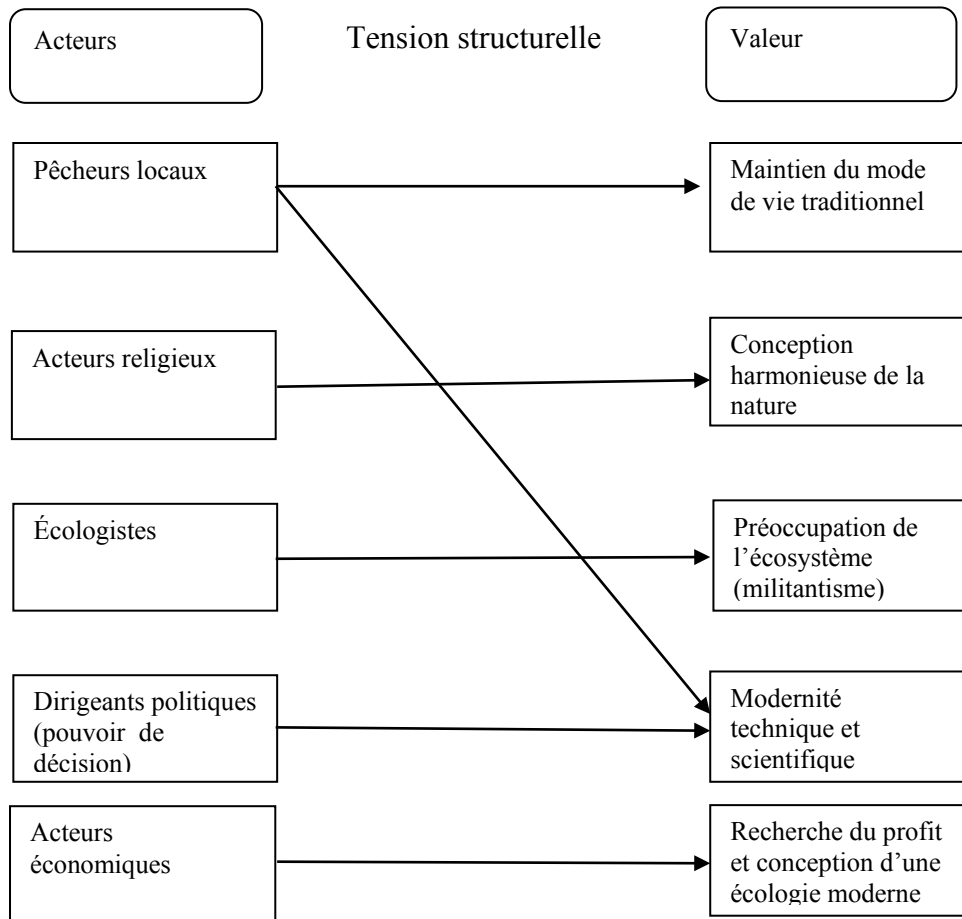 Acteurs
Tension structurelle
Valeur
Pêcheurs locaux
Maintien du mode
de vie traditionnel
Acteurs religieux
Conception
harmonieuse de la
nature
Écologistes
Préoccupation de
l’écosystème
(militantisme)
Dirigeants politiques
(pouvoir de
décision)
Modernité
technique et
scientifique
Acteurs
économiques
Recherche du profit
et conception d’une
écologie moderne